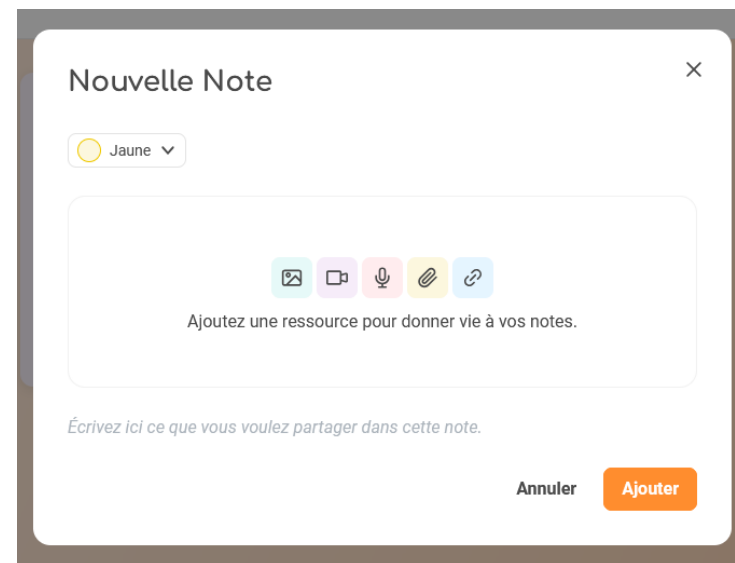 Nouvelle Note
Jaune
Ajoutez une ressource pour donner vie à vos notes.
Écrivez ici ce que vous voulez partager dans cette note.
Annuler
Ajouter